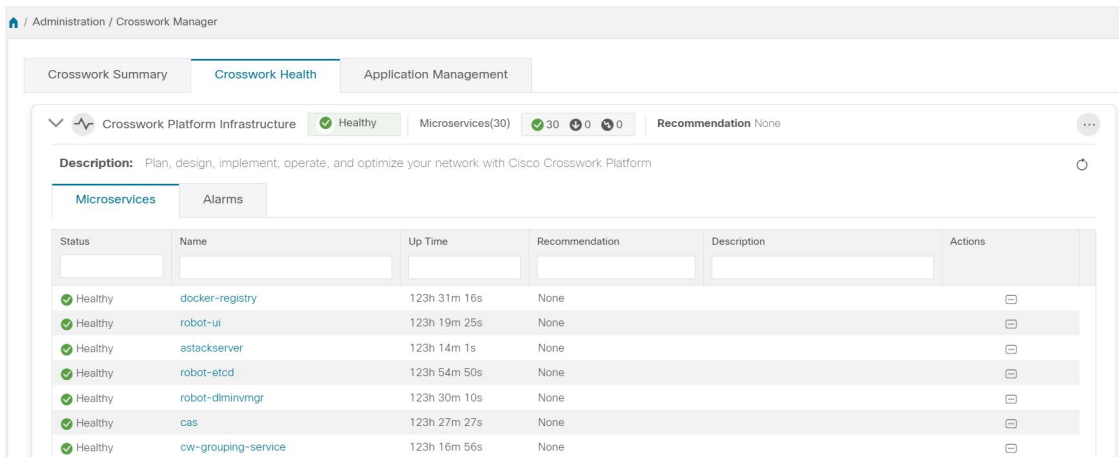 / Administration / Crosswork Manager
Crosswork Summary Crosswork Health Application Management
Crosswork Platform Infrastructure Healthy Microservices(30) 30 0 0 Recommendation None
Description: Plan, design, implement, operate, and optimize your network with Cisco Crosswork Platform
Microservices Alarms
Status Name Up Time Recommendation Description Actions
Healthy docker-registry 123h 31m 16s None
Healthy robot-ui 123h 19m 25s None
Healthy astackserver 123h 14m 1s None
Healthy robot-etcd 123h 54m 50s None
Healthy robot-dlminvmgr 123h 30m 10s None
Healthy cas 123h 27m 27s None
Healthy cw-grouping-service 123h 16m 56s None